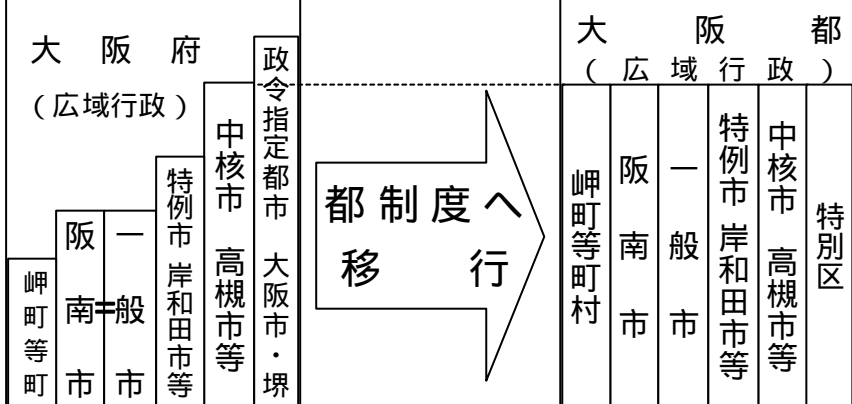 大阪府
(広域行政)
岬町等町
阪南市
=
一般市
特例市 岸和田市等
中核市 高槻市等
政令指定都市 大阪市・堺
都制度へ
移行
大阪都
(広域行政)
岬町等町村
阪南市
一般市
特例市 岸和田市等
中核市 高槻市等
特別区